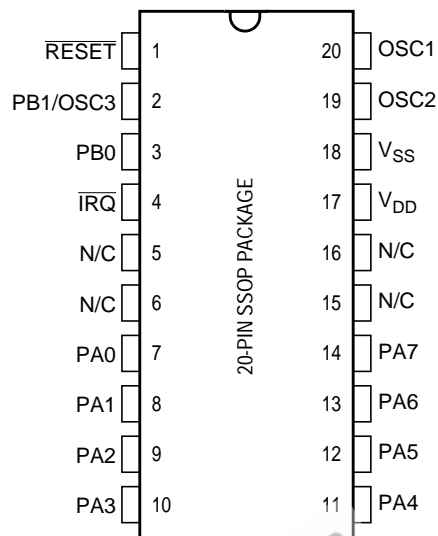 RESET 1 20 OSC1
PB1/OSC3 2 19 OSC2
PB0 3 18 VSS
IRQ 4 17 VDD
N/C 5 16 N/C
N/C 6 15 N/C
PA0 7 14 PA7
PA1 8 13 PA6
PA2 9 12 PA5
PA3 10 11 PA4
20-PIN SSOP PACKAGE